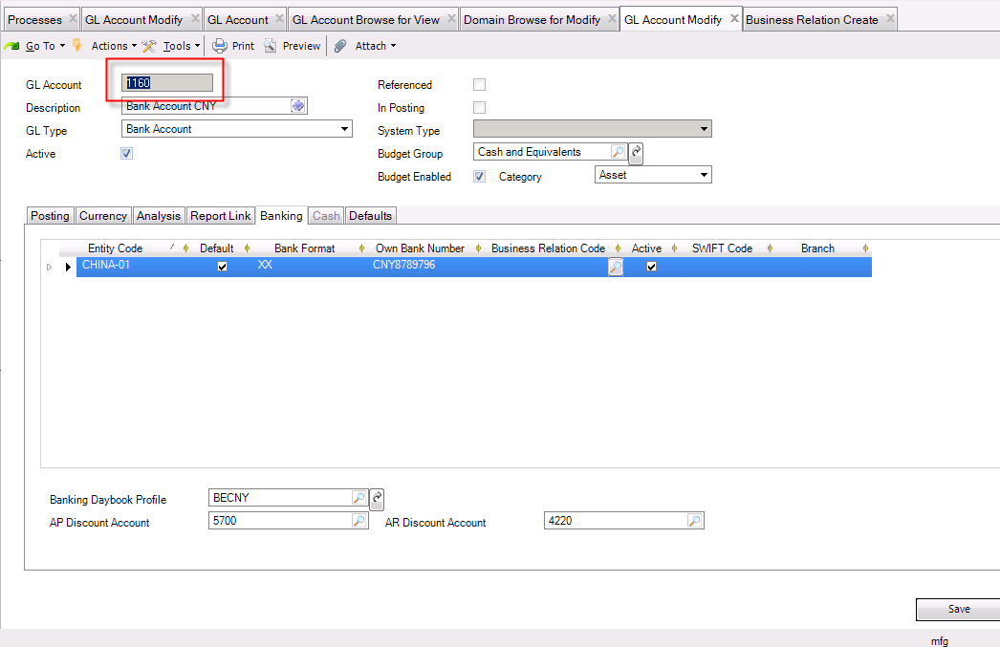 Processes GL Account Modify GL Account GL Account Browse for View Domain Browse for Modify GL Account Modify Business Relation Create
Go To Actions Tools Print Preview Attach
GL Account 1160 Referenced
Description Bank Account CNY In Posting
GL Type Bank Account System Type
Active Budget Group Cash and Equivalents
Budget Enabled Category Asset
Posting Currency Analysis Report Link Banking Cash Defaults
Entity Code Default Bank Format Own Bank Number Business Relation Code Active SWIFT Code Branch
CHINA-01 XX CNY8789796
Banking Daybook Profile BECNY
AP Discount Account 5700 AR Discount Account 4220
Save
mfg